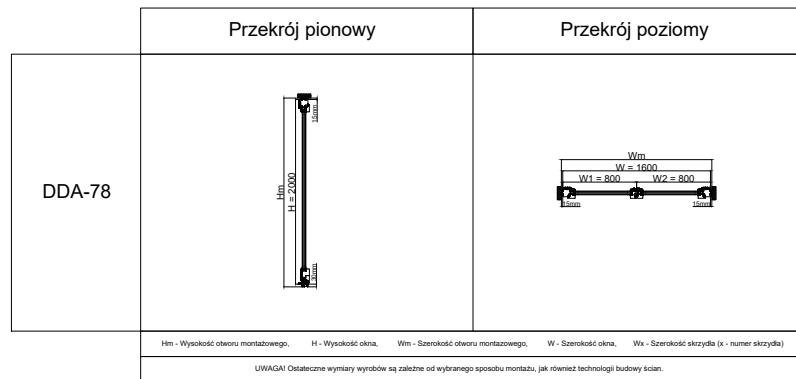 Przekrój pionowy
Przekrój poziomy
DDA-78
15mm
Hm
H = 2000
30mm
Wm
W = 1600
W1 = 800
W2 = 800
15mm
15mm
Hm - Wysokość otworu montażowego, H - Wysokość okna, Wm - Szerokość otworu montazowego, W - Szerokość okna, Wx - Szerokość skrzydła (x - numer skrzydła)
UWAGA! Ostateczne wymiary wyrobów są zależne od wybranego sposobu montażu, jak również technologii budowy ścian.